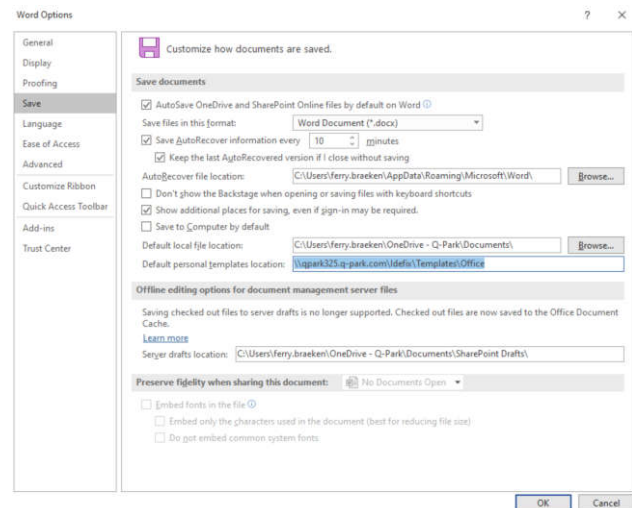 Word Options
? ×
General
Display
Proofing
Save
Language
Ease of Access
Advanced
Customize Ribbon
Quick Access Toolbar
Add-ins
Trust Center
Customize how documents are saved.
Save documents
AutoSave OneDrive and SharePoint Online files by default on Word
Save files in this format: Word Document (*.docx)
Save AutoRecover information every 10 minutes
Keep the last AutoRecovered version if I close without saving
AutoRecover file location: C:\Users\ferry.braeken\AppData\Roaming\Microsoft\Word\ Browse...
Don't show the Backstage when opening or saving files with keyboard shortcuts
Show additional places for saving, even if sign-in may be required.
Save to Computer by default
Default local file location: C:\Users\ferry.braeken\OneDrive - Q-Park\Documents\ Browse...
Default personal templates location: \\qpark325.q-park.com\Idefix\Templates\Office
Offline editing options for document management server files
Saving checked out files to server drafts is no longer supported. Checked out files are now saved to the Office Document
Cache.
Learn more
Server drafts location: C:\Users\ferry.braeken\OneDrive - Q-Park\Documents\SharePoint Drafts\
Preserve fidelity when sharing this document: No Documents Open
Embed fonts in the file
Embed only the characters used in the document (best for reducing file size)
Do not embed common system fonts
OK Cancel